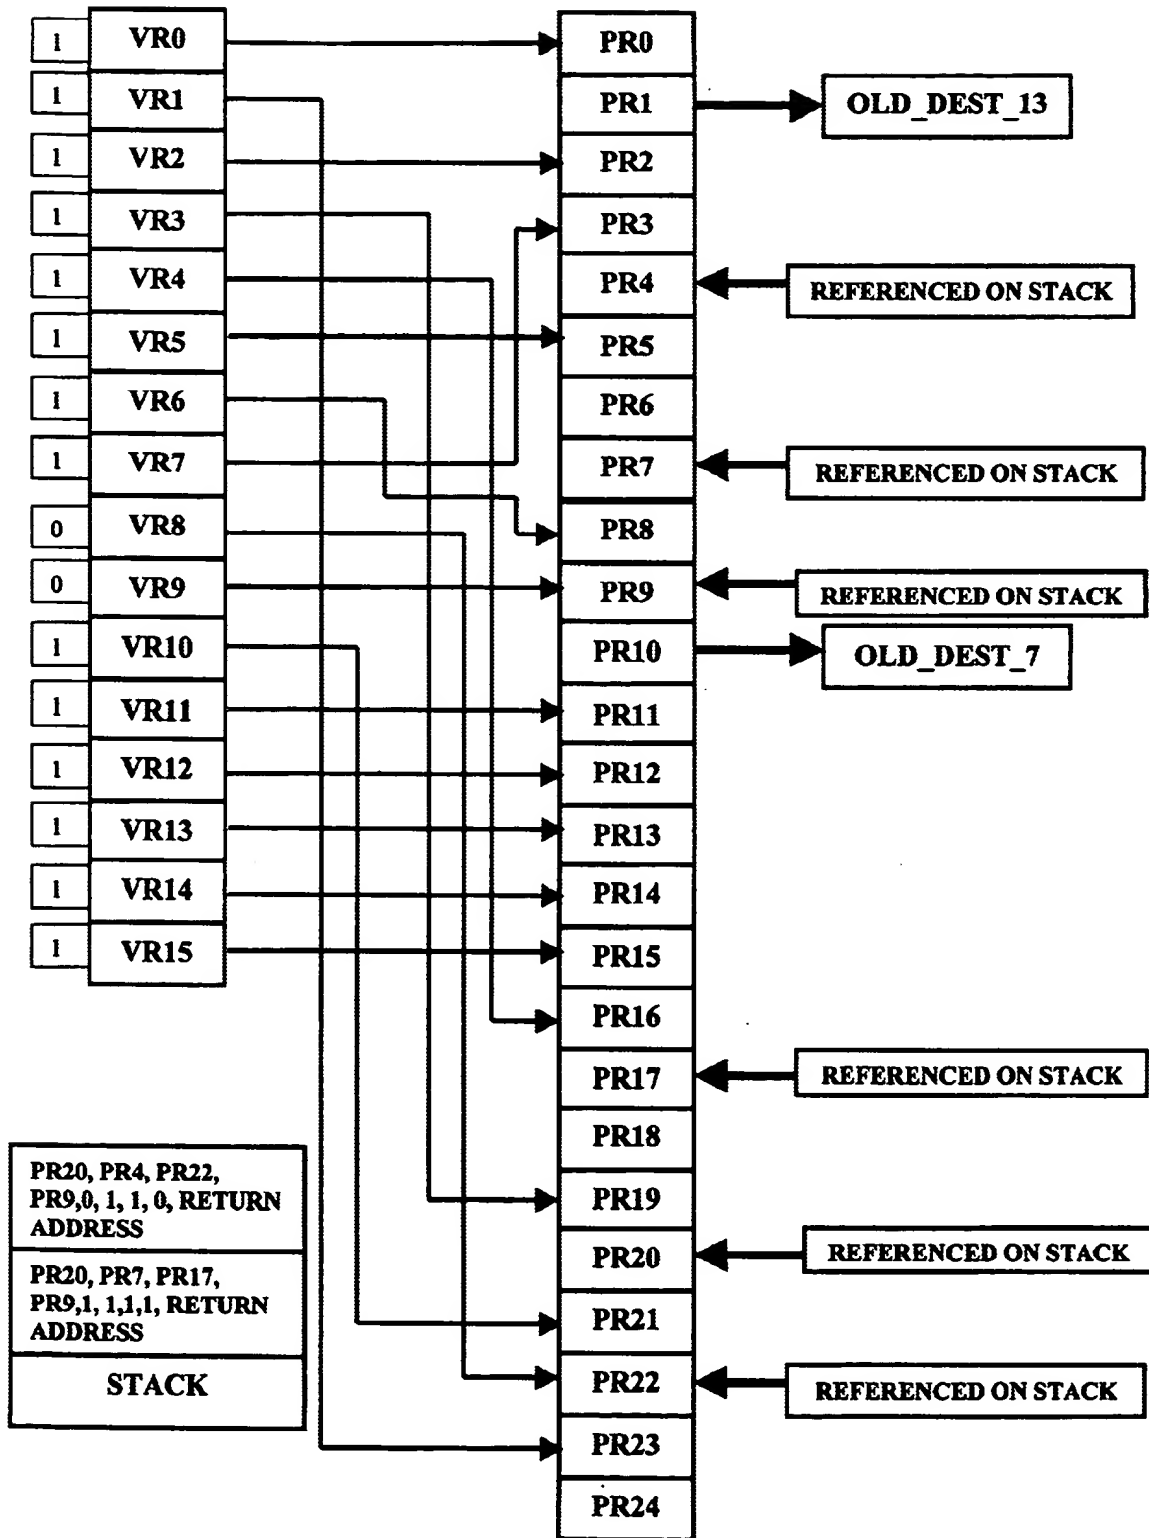 1 VR0
1 VR1
1 VR2
1 VR3
1 VR4
1 VR5
1 VR6
1 VR7
0 VR8
0 VR9
1 VR10
1 VR11
1 VR12
1 VR13
1 VR14
1 VR15
PR20, PR4, PR22,
PR9,0, 1, 1, 0, RETURN
ADDRESS
PR20, PR7, PR17,
PR9,1, 1,1,1, RETURN
ADDRESS
STACK
PR0
PR1
PR2
PR3
PR4
PR5
PR6
PR7
PR8
PR9
PR10
PR11
PR12
PR13
PR14
PR15
PR16
PR17
PR18
PR19
PR20
PR21
PR22
PR23
PR24
OLD_DEST_13
REFERENCED ON STACK
REFERENCED ON STACK
REFERENCED ON STACK
OLD_DEST_7
REFERENCED ON STACK
REFERENCED ON STACK
REFERENCED ON STACK